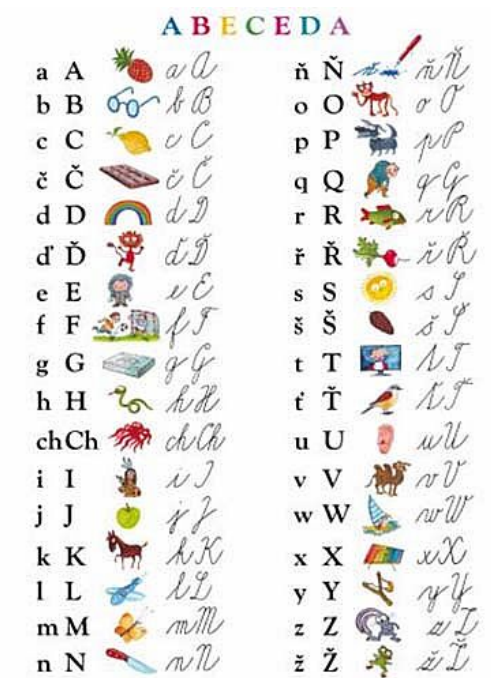 ABECEDA
a A a A
b B b B
c C c C
č Č č Č
d D d D
ď Ď ď Ď
e E e E
f F f F
g G g G
h H h H
ch Ch ch Ch
i I i I
j J j J
k K k K
l L l L
m M m M
n N n N
ň Ň ň Ň
o O o O
p P p P
q Q q Q
r R r R
ř Ř ř Ř
s S s S
š Š š Š
t T t T
ť Ť ť Ť
u U u U
v V v V
w W w W
x X x X
y Y y Y
z Z z Z
ž Ž ž Ž